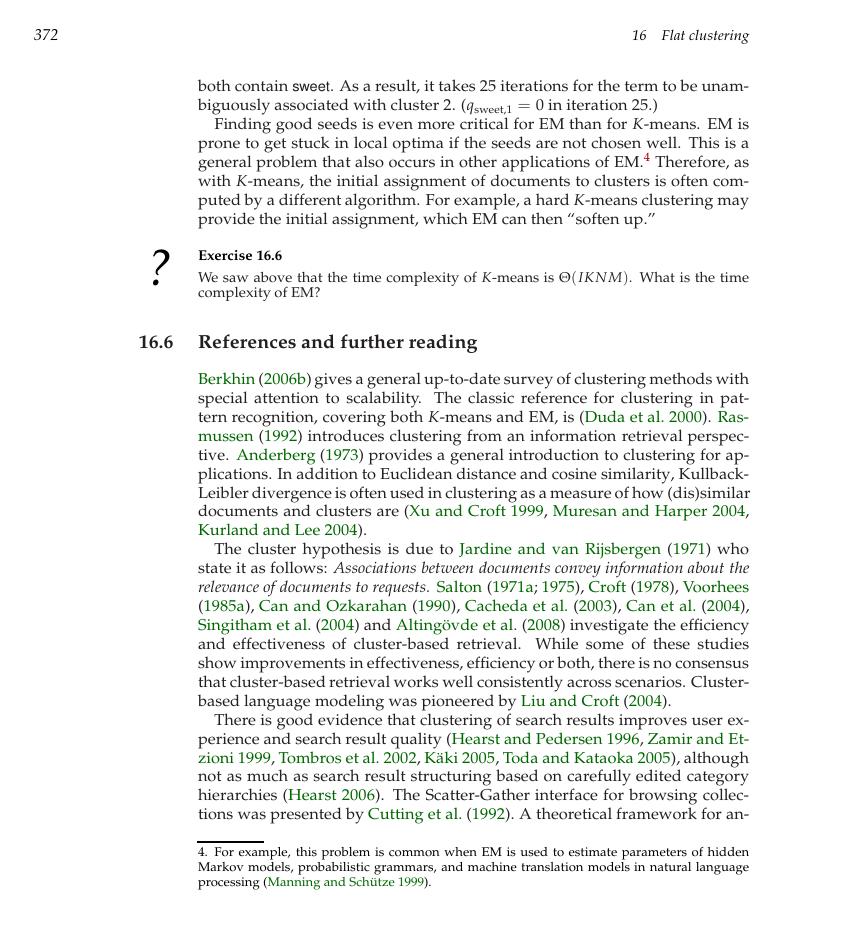 372
16 Flat clustering
both contain sweet. As a result, it takes 25 iterations for the term to be unam-
biguously associated with cluster 2. (qsweet,1 = 0 in iteration 25.)
Finding good seeds is even more critical for EM than for K-means. EM is
prone to get stuck in local optima if the seeds are not chosen well. This is a
general problem that also occurs in other applications of EM.4 Therefore, as
with K-means, the initial assignment of documents to clusters is often com-
puted by a different algorithm. For example, a hard K-means clustering may
provide the initial assignment, which EM can then “soften up.”
?
Exercise 16.6
We saw above that the time complexity of K-means is Θ(IKNM). What is the time
complexity of EM?
16.6 References and further reading
Berkhin (2006b) gives a general up-to-date survey of clustering methods with
special attention to scalability. The classic reference for clustering in pat-
tern recognition, covering both K-means and EM, is (Duda et al. 2000). Ras-
mussen (1992) introduces clustering from an information retrieval perspec-
tive. Anderberg (1973) provides a general introduction to clustering for ap-
plications. In addition to Euclidean distance and cosine similarity, Kullback-
Leibler divergence is often used in clustering as a measure of how (dis)similar
documents and clusters are (Xu and Croft 1999, Muresan and Harper 2004,
Kurland and Lee 2004).
The cluster hypothesis is due to Jardine and van Rijsbergen (1971) who
state it as follows: Associations between documents convey information about the
relevance of documents to requests. Salton (1971a; 1975), Croft (1978), Voorhees
(1985a), Can and Ozkarahan (1990), Cacheda et al. (2003), Can et al. (2004),
Singitham et al. (2004) and Altingövde et al. (2008) investigate the efficiency
and effectiveness of cluster-based retrieval. While some of these studies
show improvements in effectiveness, efficiency or both, there is no consensus
that cluster-based retrieval works well consistently across scenarios. Cluster-
based language modeling was pioneered by Liu and Croft (2004).
There is good evidence that clustering of search results improves user ex-
perience and search result quality (Hearst and Pedersen 1996, Zamir and Et-
zioni 1999, Tombros et al. 2002, Käki 2005, Toda and Kataoka 2005), although
not as much as search result structuring based on carefully edited category
hierarchies (Hearst 2006). The Scatter-Gather interface for browsing collec-
tions was presented by Cutting et al. (1992). A theoretical framework for an-
4. For example, this problem is common when EM is used to estimate parameters of hidden
Markov models, probabilistic grammars, and machine translation models in natural language
processing (Manning and Schütze 1999).